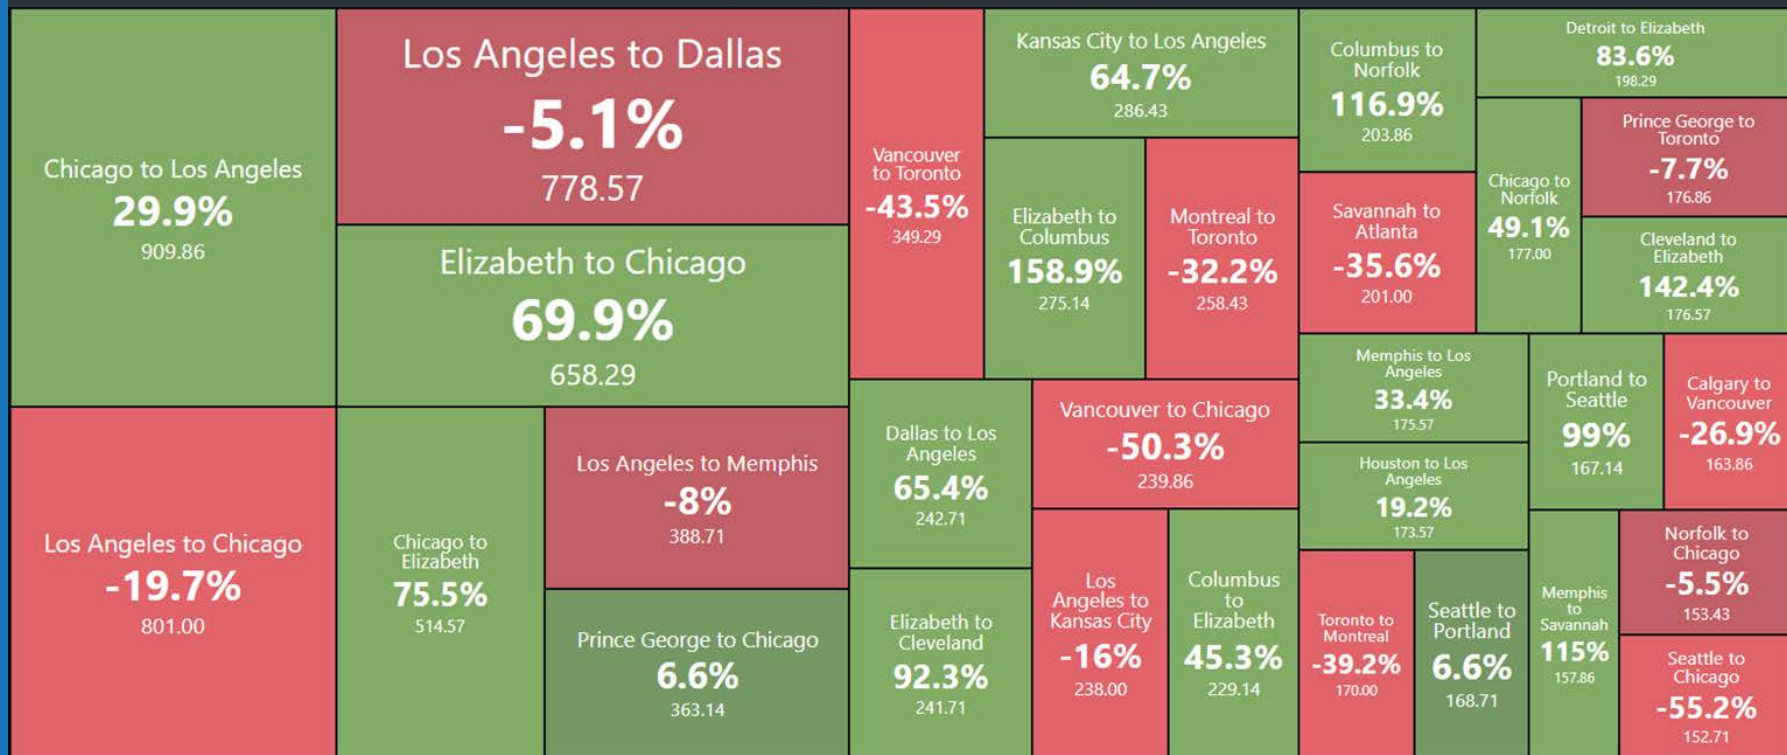 Chicago to Los Angeles
29.9%
909.86
Los Angeles to Chicago
-19.7%
801.00
Los Angeles to Dallas
-5.1%
778.57
Elizabeth to Chicago
69.9%
658.29
Chicago to
Elizabeth
75.5%
514.57
Los Angeles to Memphis
-8%
388.71
Prince George to Chicago
6.6%
363.14
Vancouver
to Toronto
-43.5%
349.29
Kansas City to Los Angeles
64.7%
286.43
Elizabeth to
Columbus
158.9%
275.14
Montreal to
Toronto
-32.2%
258.43
Dallas to Los
Angeles
65.4%
242.71
Elizabeth to
Cleveland
92.3%
241.71
Vancouver to Chicago
-50.3%
239.86
Los
Angeles to
Kansas City
-16%
238.00
Columbus
to
Elizabeth
45.3%
229.14
Columbus to
Norfolk
116.9%
203.86
Savannah to
Atlanta
-35.6%
201.00
Detroit to Elizabeth
83.6%
198.29
Chicago to
Norfolk
49.1%
177.00
Prince George to
Toronto
-7.7%
176.86
Cleveland to
Elizabeth
142.4%
176.57
Memphis to Los
Angeles
33.4%
175.57
Houston to Los
Angeles
19.2%
173.57
Toronto to
Montreal
-39.2%
170.00
Seattle to
Portland
6.6%
168.71
Portland to
Seattle
99%
167.14
Calgary to
Vancouver
-26.9%
163.86
Memphis
to
Savannah
115%
157.86
Norfolk to
Chicago
-5.5%
153.43
Seattle to
Chicago
-55.2%
152.71